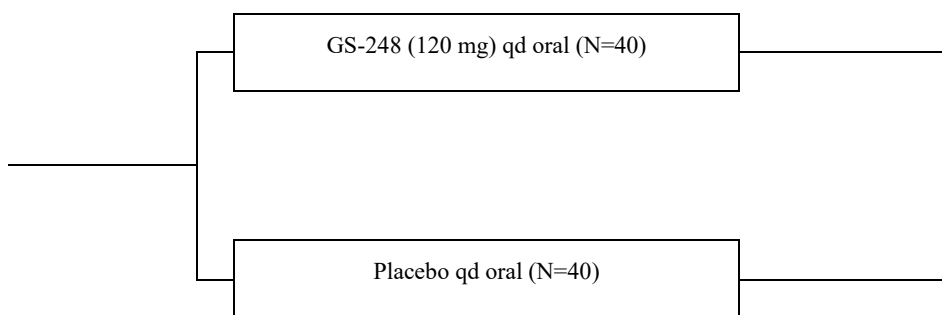 GS-248 (120 mg) qd oral (N=40)
Placebo qd oral (N=40)